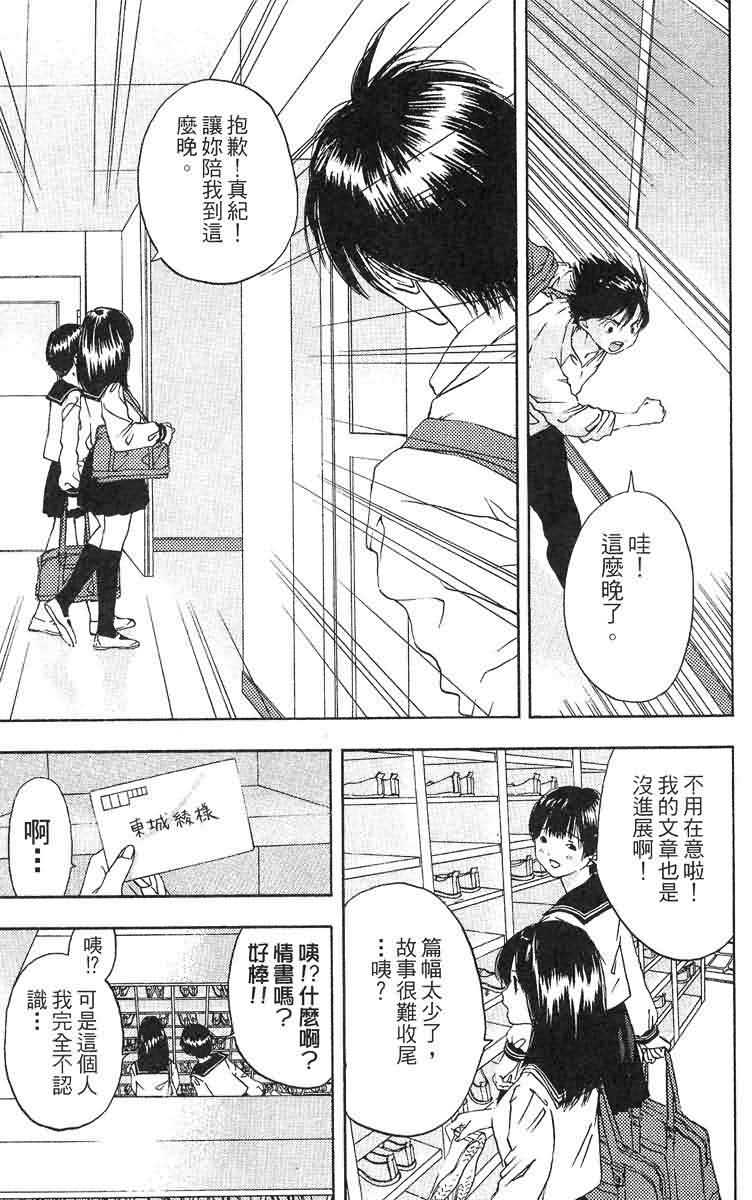 哇！
這麼晚了。
抱歉！真紀！
讓妳陪我到這
麼晚。
不用在意啦！
我的文章也是
沒進展啊！
篇幅太少了，
故事很難收尾
…咦？
東城綾様
啊…
咦!?什麼啊？
情書嗎？
好棒!!
咦!?
可是這個人
我完全不認
識…